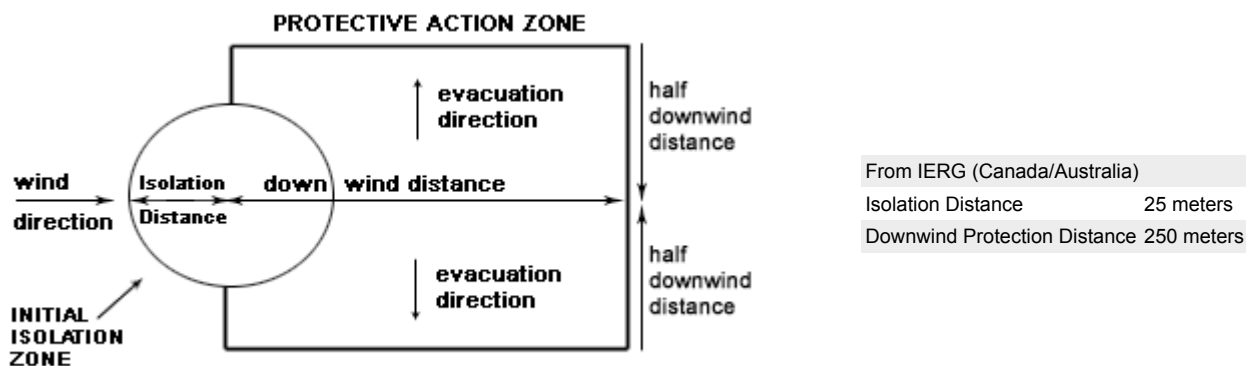 PROTECTIVE ACTION ZONE
evacuation
direction
half
downwind
distance
wind
direction
Isolation
Distance
down wind distance
evacuation
direction
half
downwind
distance
INITIAL
ISOLATION
ZONE
From IERG (Canada/Australia)
Isolation Distance 25 meters
Downwind Protection Distance 250 meters